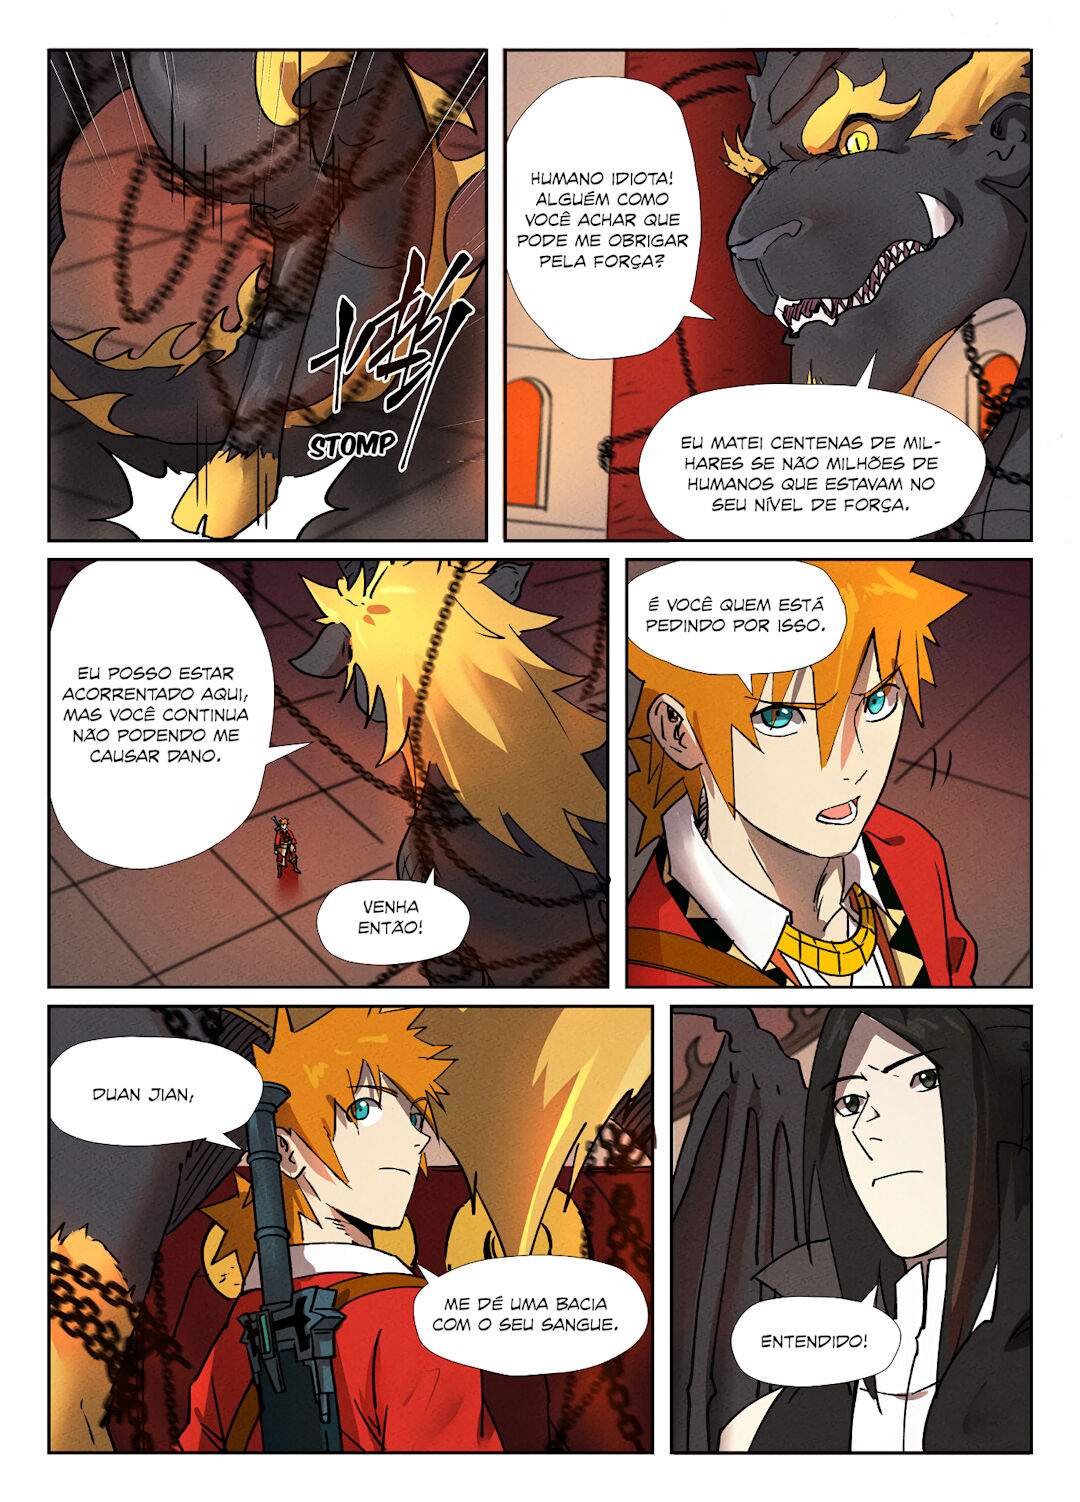 STOMP
HUMANO IDIOTA!
ALGUÉM COMO
VOCÊ ACHAR QUE
PODE ME OBRIGAR
PELA FORÇA?
EU MATEI CENTENAS DE MIL-
HARES SE NÃO MILHÕES DE
HUMANOS QUE ESTAVAM NO
SEU NÍVEL DE FORÇA.
EU POSSO ESTAR
ACORRENTADO AQUI,
MAS VOCÊ CONTINUA
NÃO PODENDO ME
CAUSAR DANO.
VENHA
ENTÃO!
É VOCÊ QUEM ESTÁ
PEDINDO POR ISSO.
DUAN JIAN,
ME DÊ UMA BACIA
COM O SEU SANGUE.
ENTENDIDO!